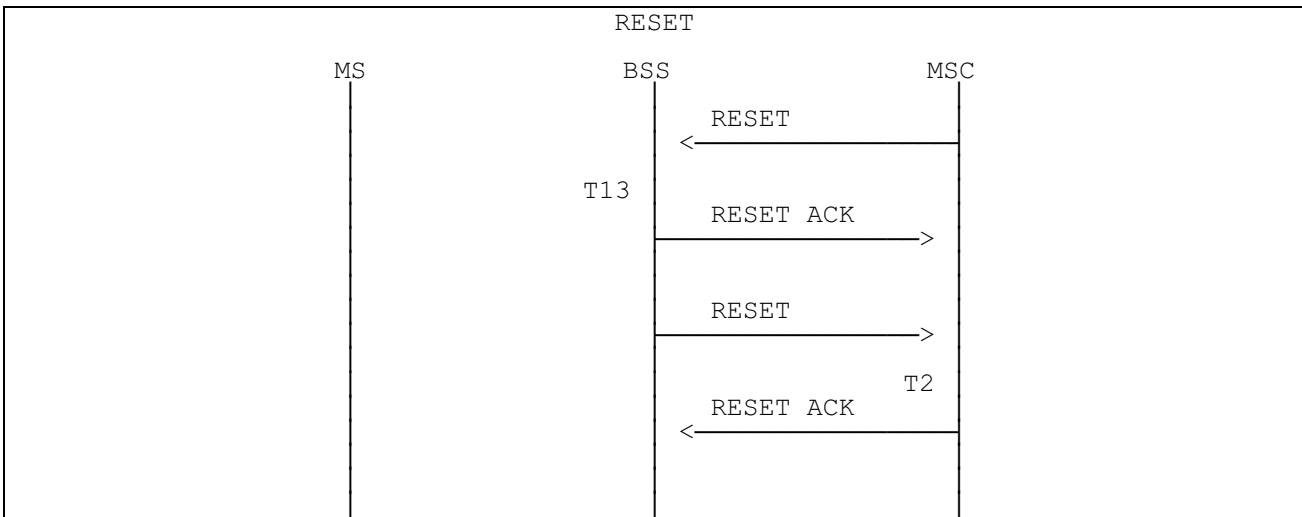 RESET
MS BSS MSC
RESET
T13
RESET ACK
RESET
T2
RESET ACK